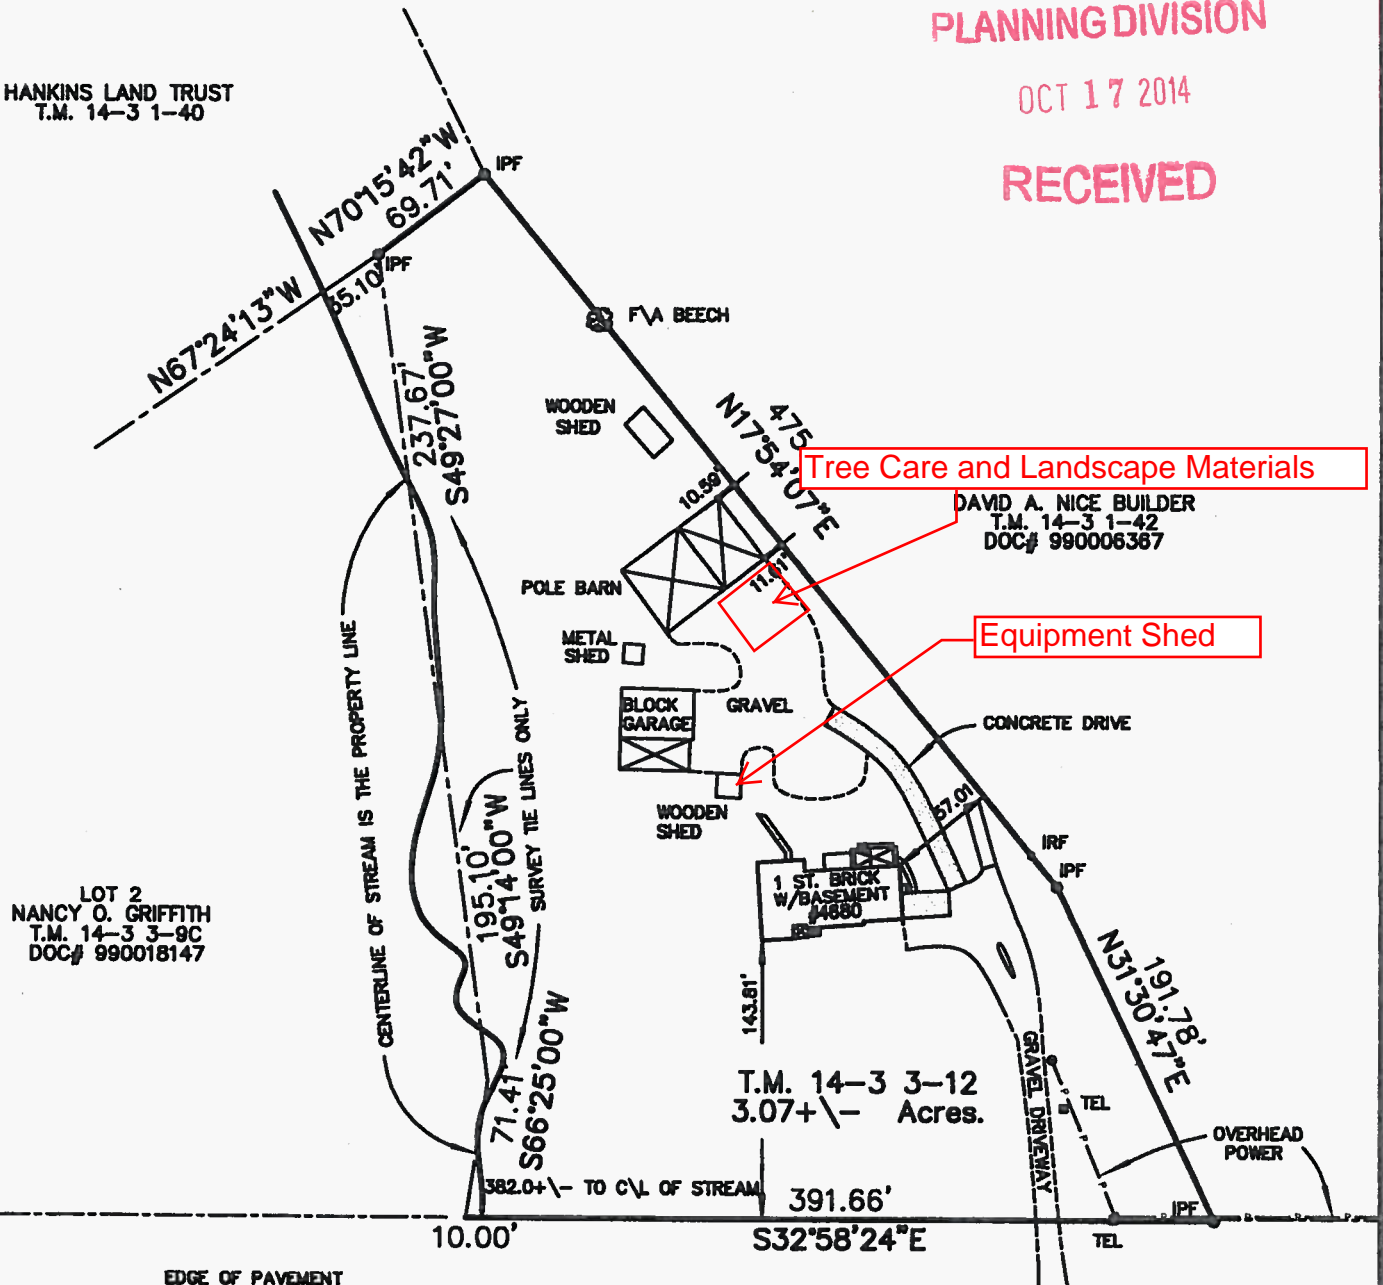 PLANNING DIVISION
OCT 17 2014
RECEIVED
HANKINS LAND TRUST
T.M. 14-3 1-40
N70°15'42"W
69.71'
IPF
IPF
35.10'
N67°24'13"W
237.67'
S49°27'00"W
F\A BEECH
WOODEN
SHED
475
N17°54'07"E
10.59'
Tree Care and Landscape Materials
DAVID A. NICE BUILDER
T.M. 14-3 1-42
DOC# 990006367
POLE BARN
11.61'
METAL
SHED
Equipment Shed
BLOCK
GARAGE
GRAVEL
CONCRETE DRIVE
CENTERLINE OF STREAM IS THE PROPERTY LINE
SURVEY TIE LINES ONLY
195.10'
S49°14'00"W
WOODEN
SHED
57.01
IRF
IPF
1 ST. BRICK
W/BASEMENT
#4880
LOT 2
NANCY O. GRIFFITH
T.M. 14-3 3-9C
DOC# 990018147
191.78'
N31°30'47"E
143.81'
71.41'
S66°25'00"W
T.M. 14-3 3-12
3.07+\- Acres.
GRAVEL DRIVEWAY
TEL
OVERHEAD
POWER
382.0+\- TO C\L OF STREAM
391.66'
IPF
10.00'
S32°58'24"E
TEL
EDGE OF PAVEMENT